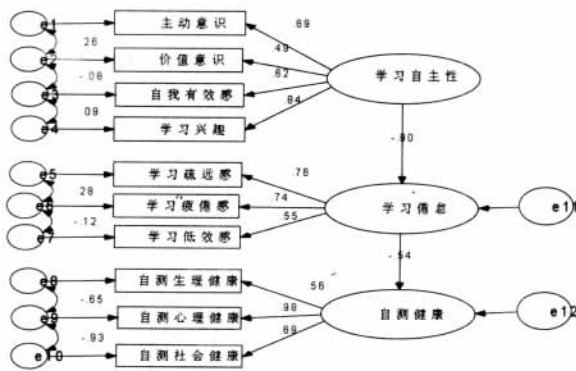 e1 主动意识 .69
.26 .49
e2 价值意识
-.08 .62 学习自主性
e3 自我有效感
.09 .84
e4 学习兴趣
-.90
e5 学习疏远感 .78
.28 .74
e6 学习疲倦感 学习倦怠 e11
-.12 .55
e7 学习低效感
-.54
e8 自测生理健康 .56
-.65 .98
e9 自测心理健康 自测健康 e12
-.93 .69
e10 自测社会健康